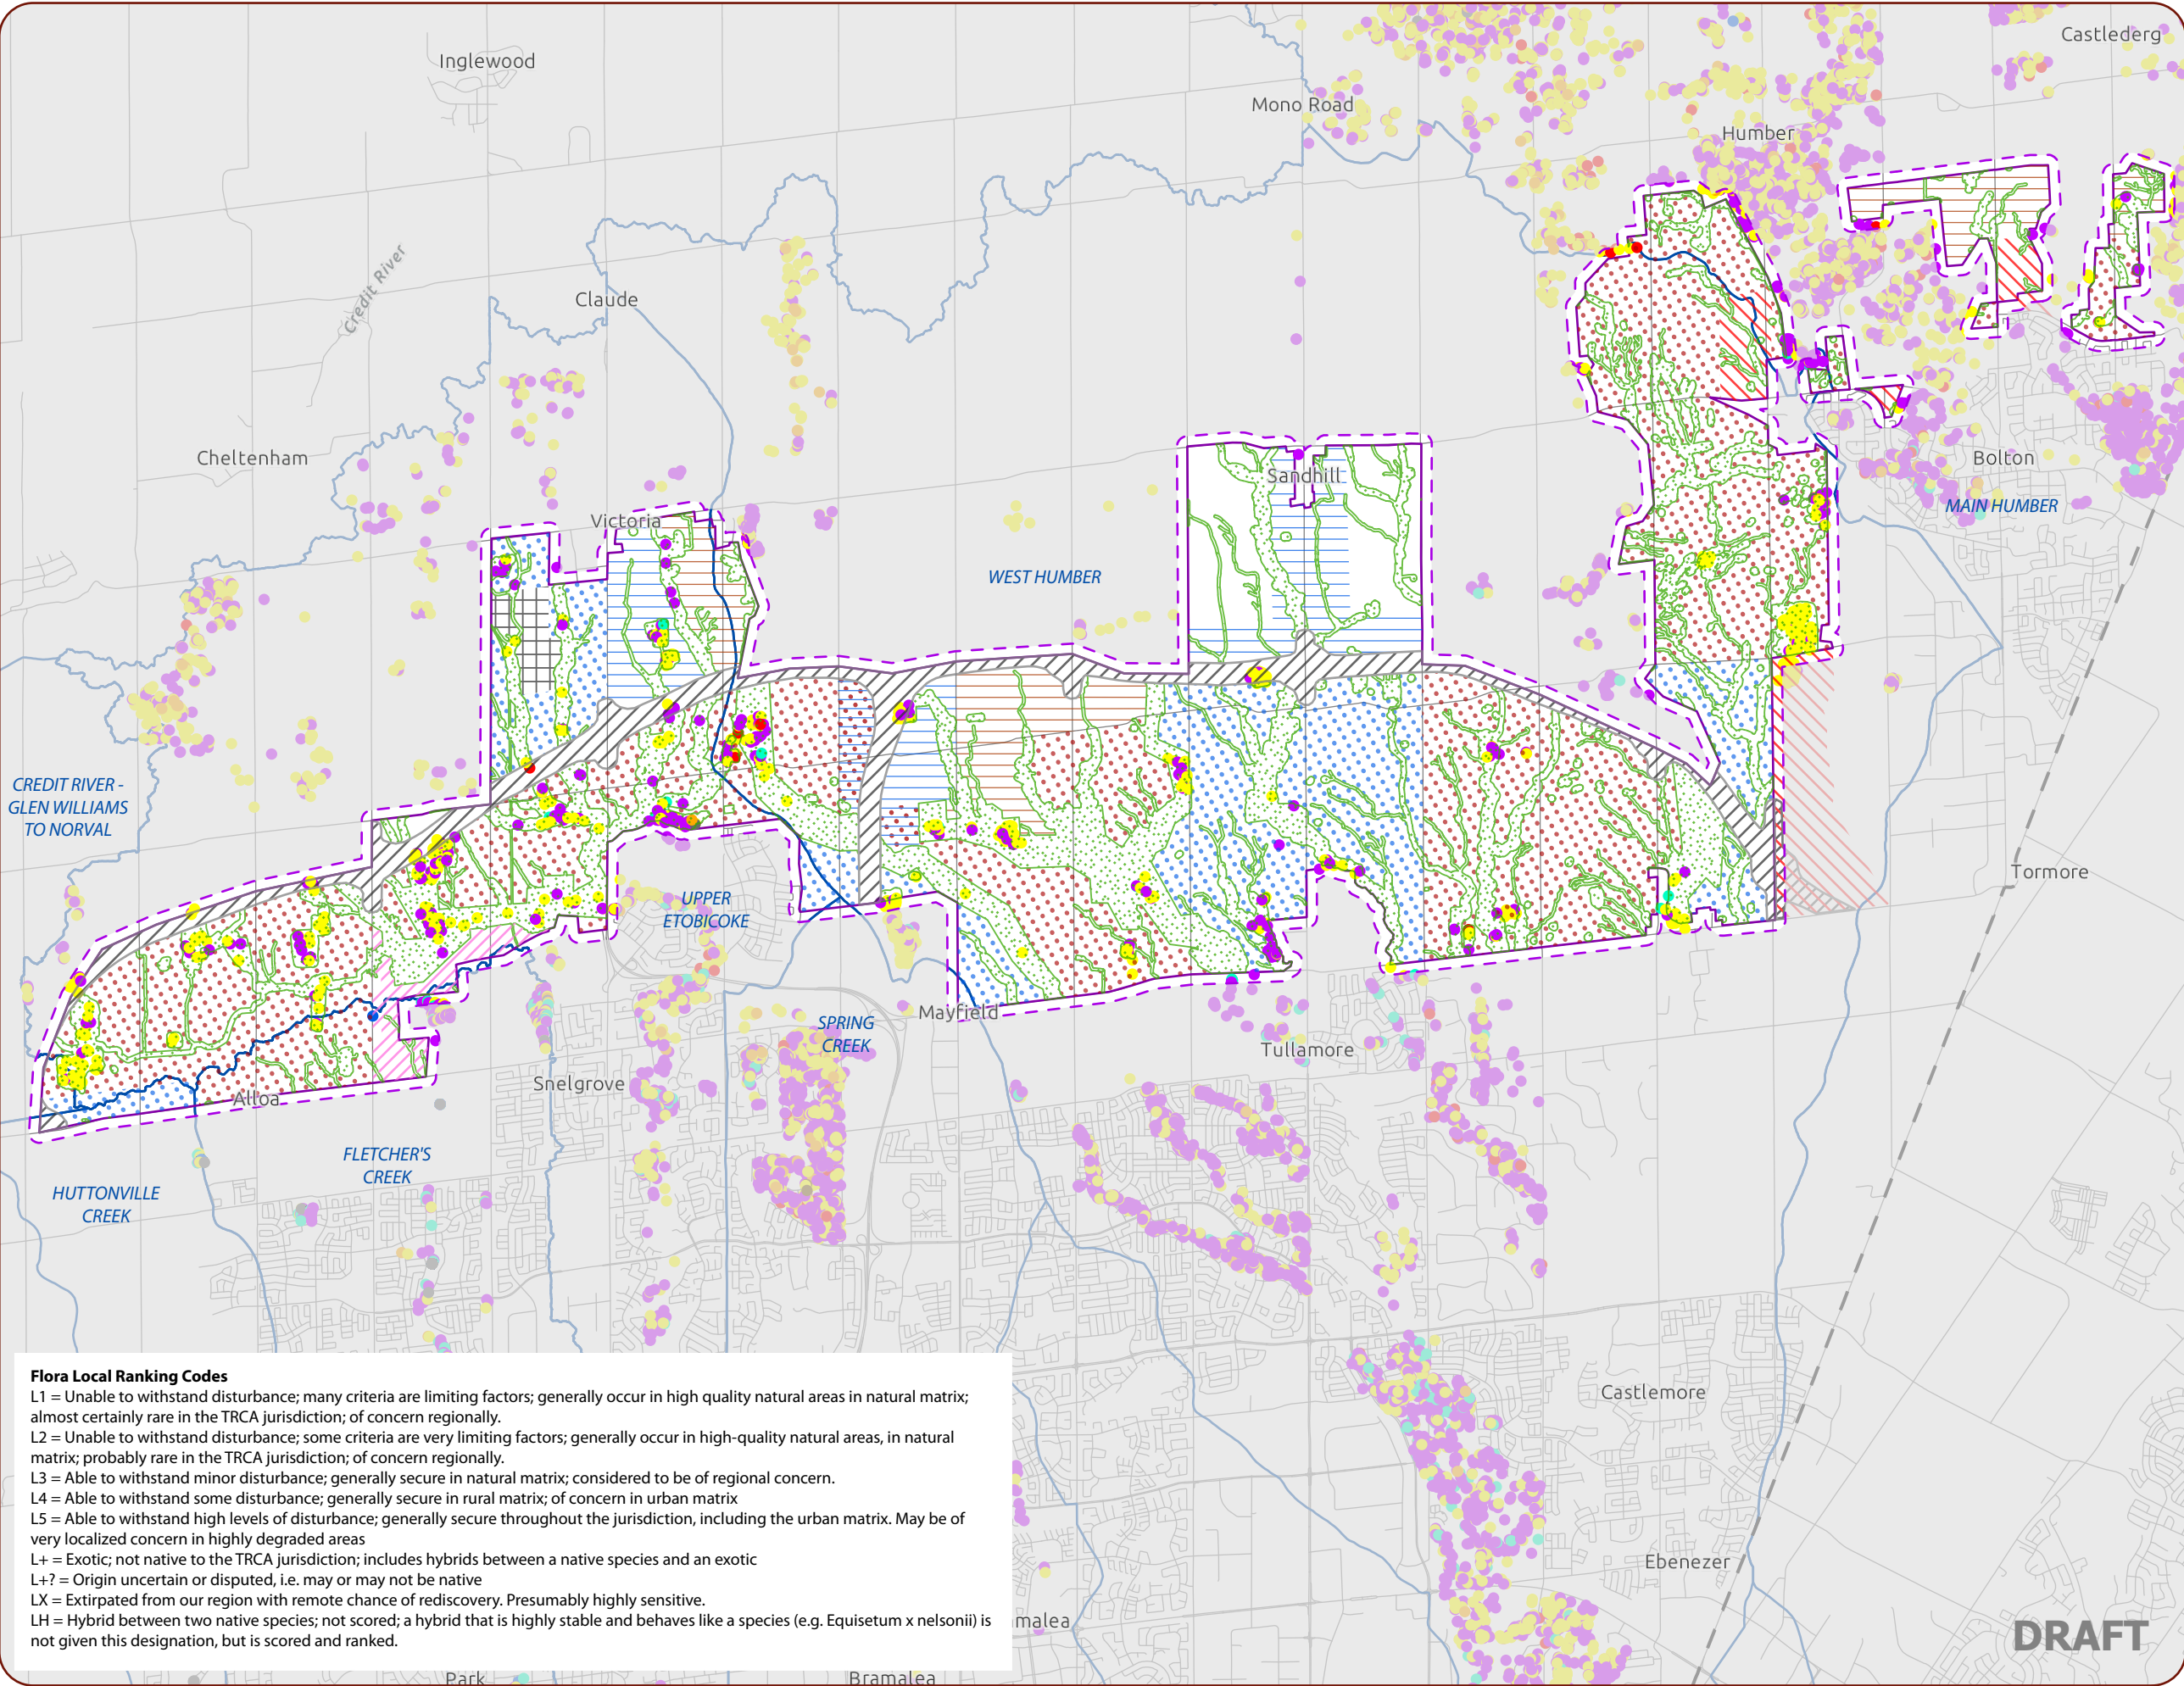 Castlederg
Inglewood
Mono Road
Humber
Credit River
Claude
Cheltenham
Bolton
Sandhill
MAIN HUMBER
Victoria
WEST HUMBER
CREDIT RIVER -
GLEN WILLIAMS
TO NORVAL
Tormore
UPPER
ETOBICOKE
Mayfield
SPRING
CREEK
Tullamore
Snelgrove
Alloa
FLETCHER'S
CREEK
HUTTONVILLE
CREEK
Castlemore
Ebenezer
malea
Park
Bramalea
Flora Local Ranking Codes
L1 = Unable to withstand disturbance; many criteria are limiting factors; generally occur in high quality natural areas in natural matrix;
almost certainly rare in the TRCA jurisdiction; of concern regionally.
L2 = Unable to withstand disturbance; some criteria are very limiting factors; generally occur in high-quality natural areas, in natural
matrix; probably rare in the TRCA jurisdiction; of concern regionally.
L3 = Able to withstand minor disturbance; generally secure in natural matrix; considered to be of regional concern.
L4 = Able to withstand some disturbance; generally secure in rural matrix; of concern in urban matrix
L5 = Able to withstand high levels of disturbance; generally secure throughout the jurisdiction, including the urban matrix. May be of
very localized concern in highly degraded areas
L+ = Exotic; not native to the TRCA jurisdiction; includes hybrids between a native species and an exotic
L+? = Origin uncertain or disputed, i.e. may or may not be native
LX = Extirpated from our region with remote chance of rediscovery. Presumably highly sensitive.
LH = Hybrid between two native species; not scored; a hybrid that is highly stable and behaves like a species (e.g. Equisetum x nelsonii) is
not given this designation, but is scored and ranked.
DRAFT